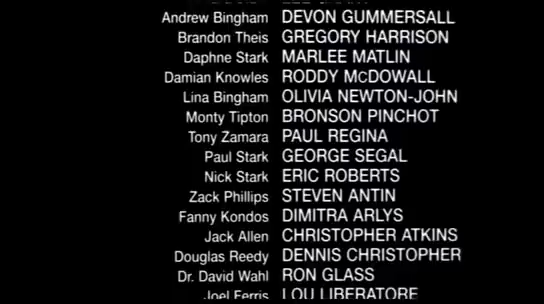 Andrew Bingham DEVON GUMMERSALL
Brandon Theis GREGORY HARRISON
Daphne Stark MARLEE MATLIN
Damian Knowles RODDY McDOWALL
Lina Bingham OLIVIA NEWTON-JOHN
Monty Tipton BRONSON PINCHOT
Tony Zamara PAUL REGINA
Paul Stark GEORGE SEGAL
Nick Stark ERIC ROBERTS
Zack Phillips STEVEN ANTIN
Fanny Kondos DIMITRA ARLYS
Jack Allen CHRISTOPHER ATKINS
Douglas Reedy DENNIS CHRISTOPHER
Dr. David Wahl RON GLASS
Joel Ferris LOU LIBERATORE